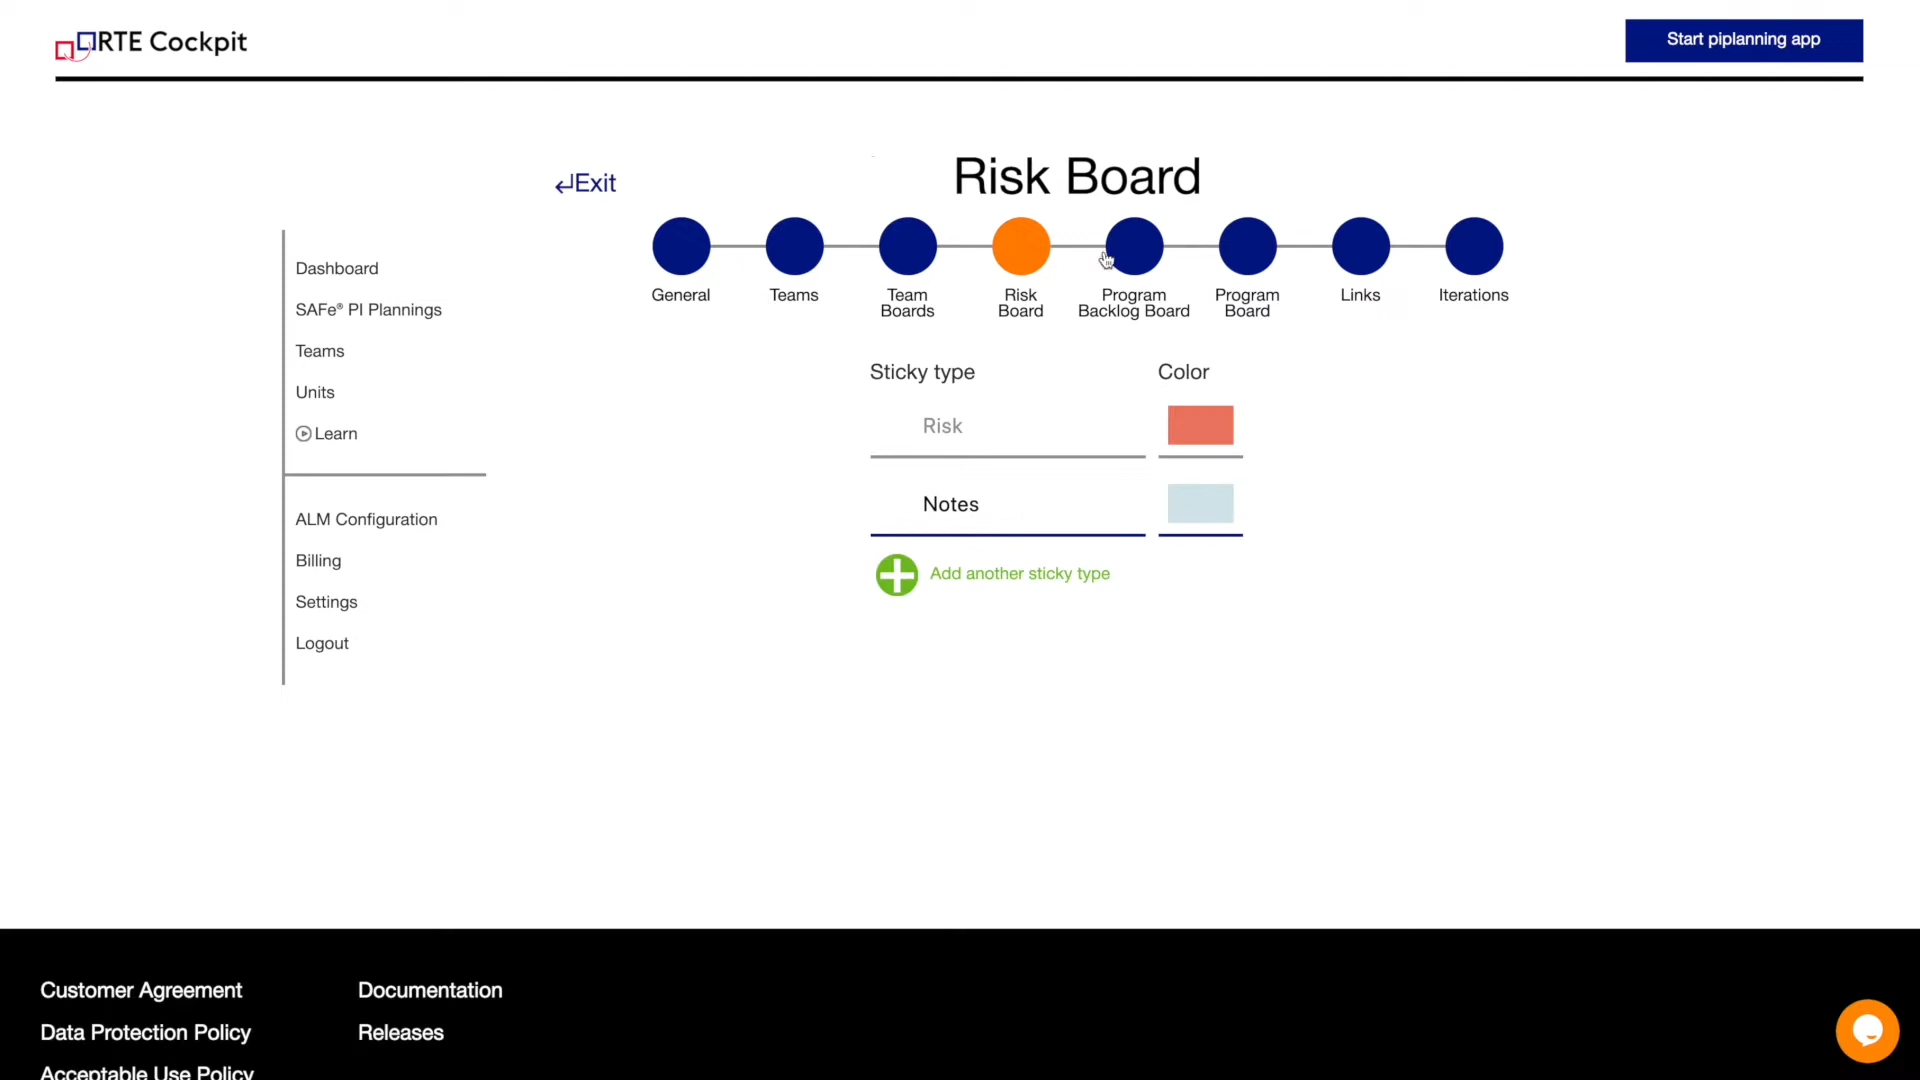 RTE Cockpit
Start piplanning app
Exit
Risk Board
Dashboard
SAFe® PI Plannings
Teams
Units
Learn
ALM Configuration
Billing
Settings
Logout
General
Teams
Team
Boards
Risk
Board
Program
Backlog Board
Program
Board
Links
Iterations
Sticky type
Color
Risk
Notes
Add another sticky type
Customer Agreement
Data Protection Policy
Acceptable Use Policy
Documentation
Releases